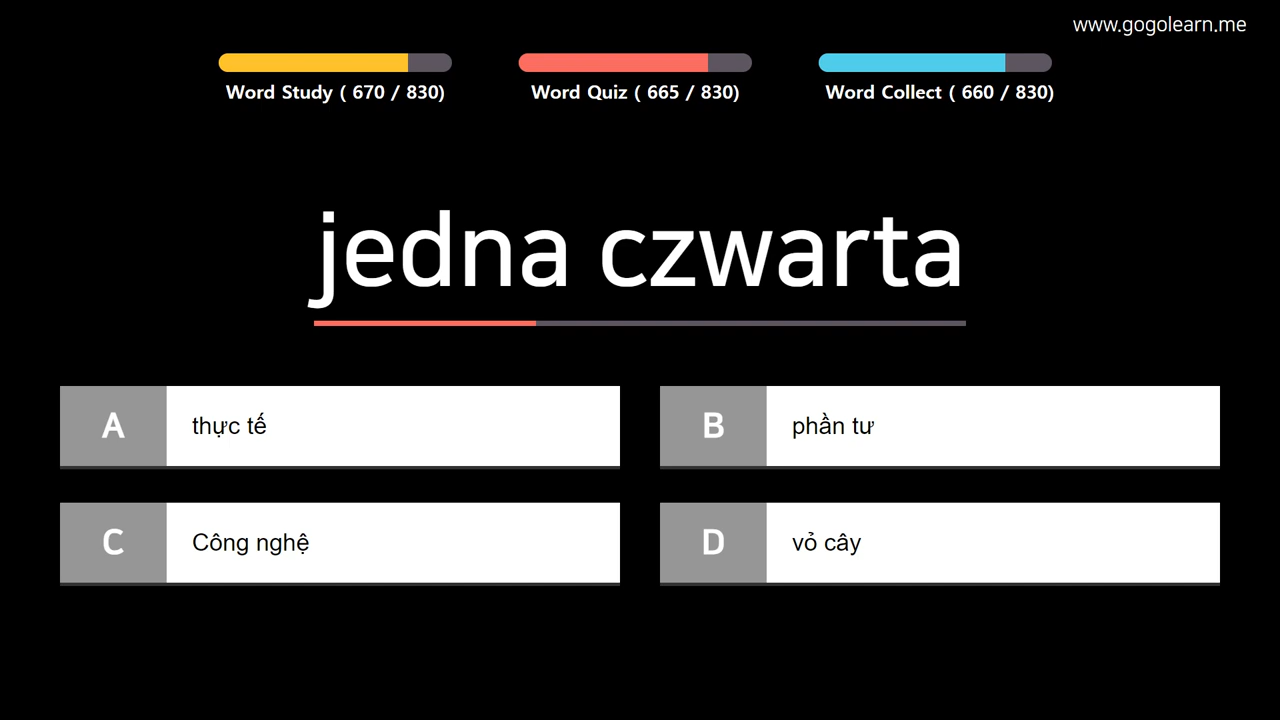 www.gogolearn.me
Word Study ( 670 / 830)
Word Quiz ( 665 / 830)
Word Collect ( 660 / 830)
jedna czwarta
A
thực tế
B
phần tư
C
Công nghệ
D
vỏ cây